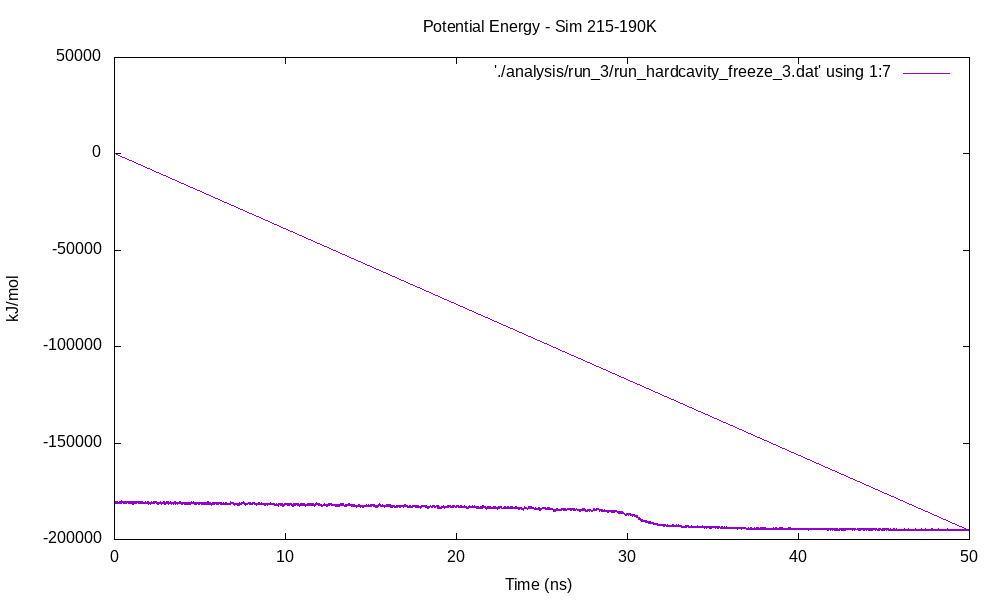 Potential Energy - Sim 215-190K
'./analysis/run_3/run_hardcavity_freeze_3.dat' using 1:7
50000
0
-50000
-100000
-150000
-200000
kJ/mol
0 10 20 30 40 50
Time (ns)